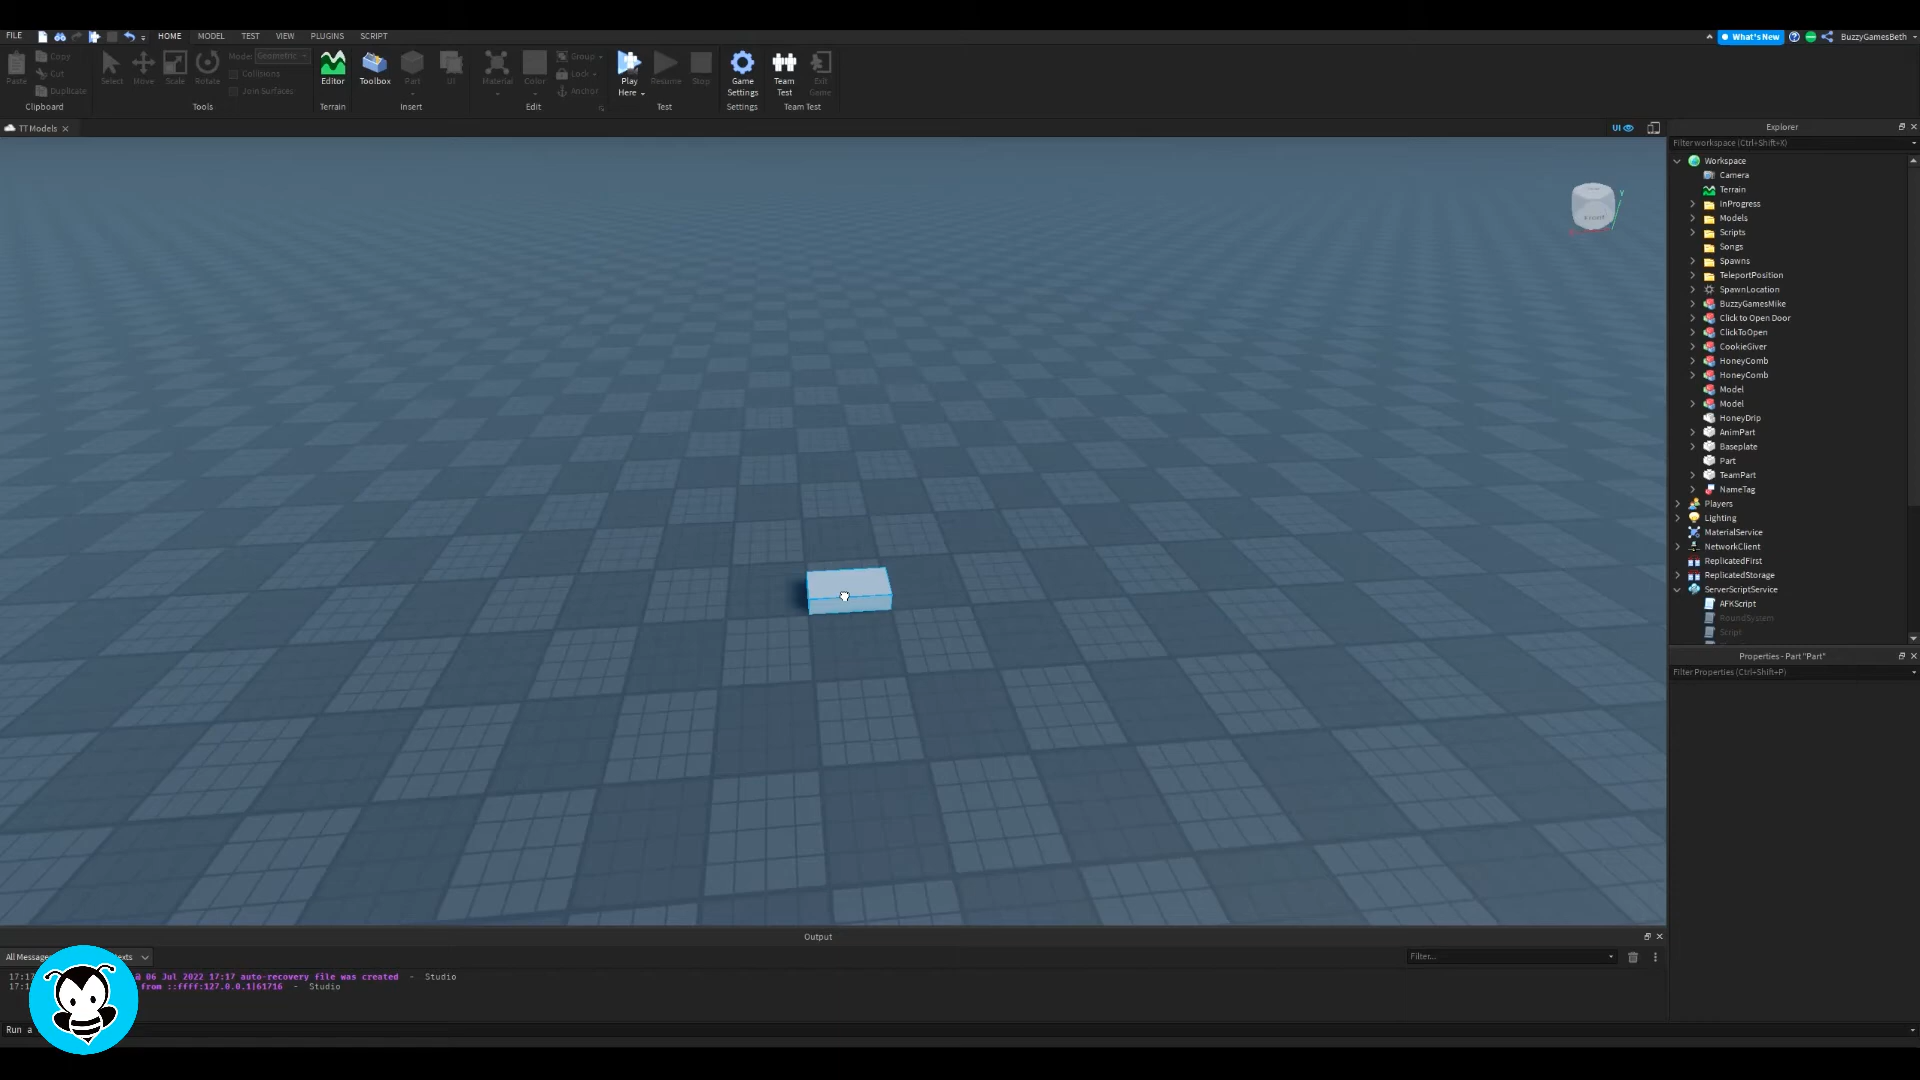 FILE HOME MODEL TEST VIEW PLUGINS SCRIPT What's New BuzzyGamesBeth
Paste Copy Cut Duplicate Clipboard
Select Move Scale Rotate Mode: Geometric Collisions Join Surfaces Tools
Editor Terrain
Toolbox Part UI Insert
Material Color Group Lock Anchor Edit
Play Here Resume Stop Test
Game Settings Settings
Team Test Exit Game Team Test
TT Models UI
Explorer
Filter workspace (Ctrl+Shift+X)
Workspace
Camera
Terrain
InProgress
Models
Scripts
Songs
Spawns
TeleportPosition
SpawnLocation
BuzzyGamesMike
Click to Open Door
ClickToOpen
CookieGiver
HoneyComb
HoneyComb
Model
Model
HoneyDrip
AnimPart
Baseplate
Part
TeamPart
NameTag
Players
Lighting
MaterialService
NetworkClient
ReplicatedFirst
ReplicatedStorage
ServerScriptService
AFKScript
RoundSystem
Script
Properties - Part "Part"
Filter Properties (Ctrl+Shift+P)
Output
All Messages
Filter...
06 Jul 2022 17:17 auto-recovery file was created - Studio
from ::ffff:127.0.0.1|61716 - Studio
Run a